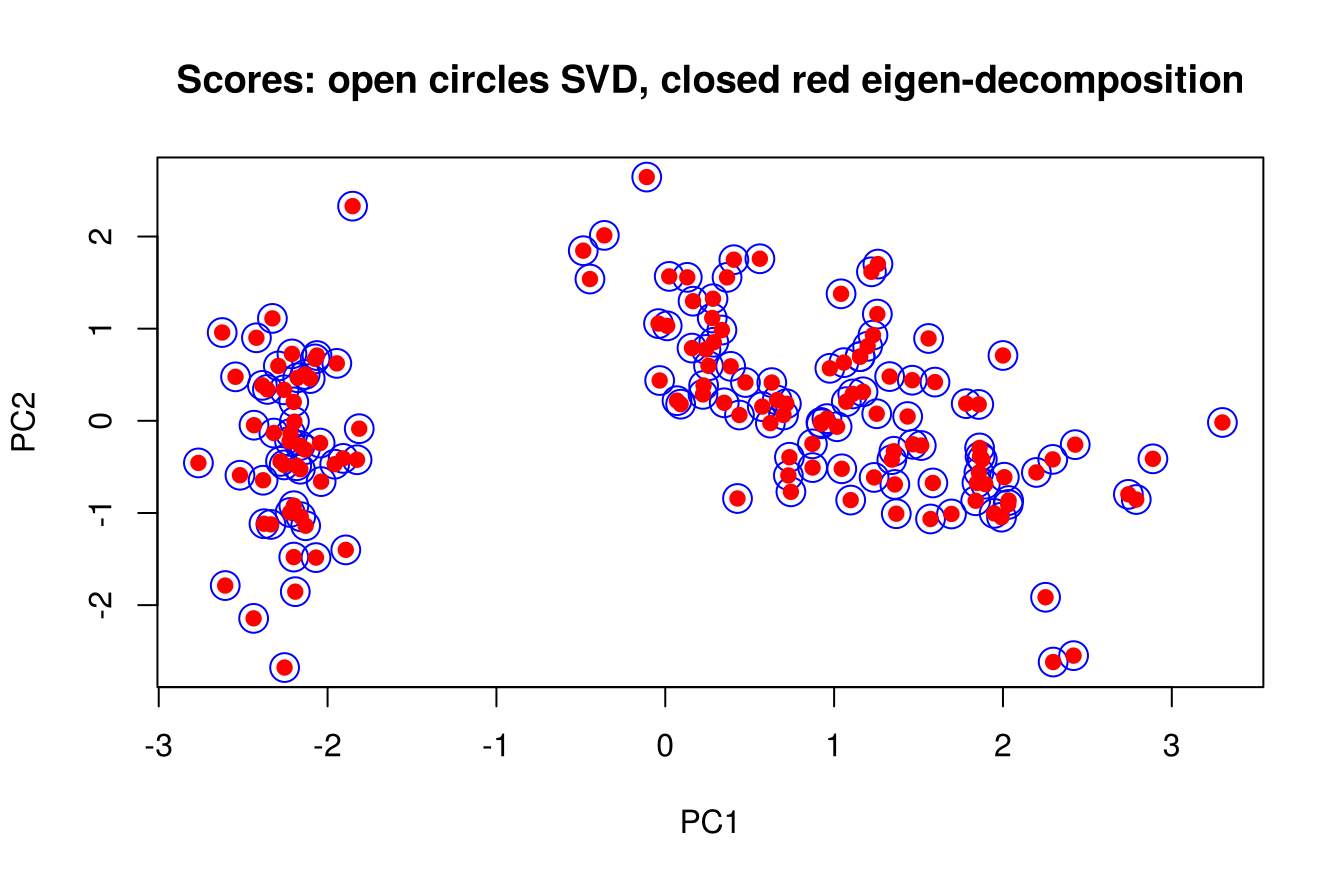 Scores: open circles SVD, closed red eigen-decomposition
PC2
2
1
0
-1
-2
-3 -2 -1 0 1 2 3
PC1